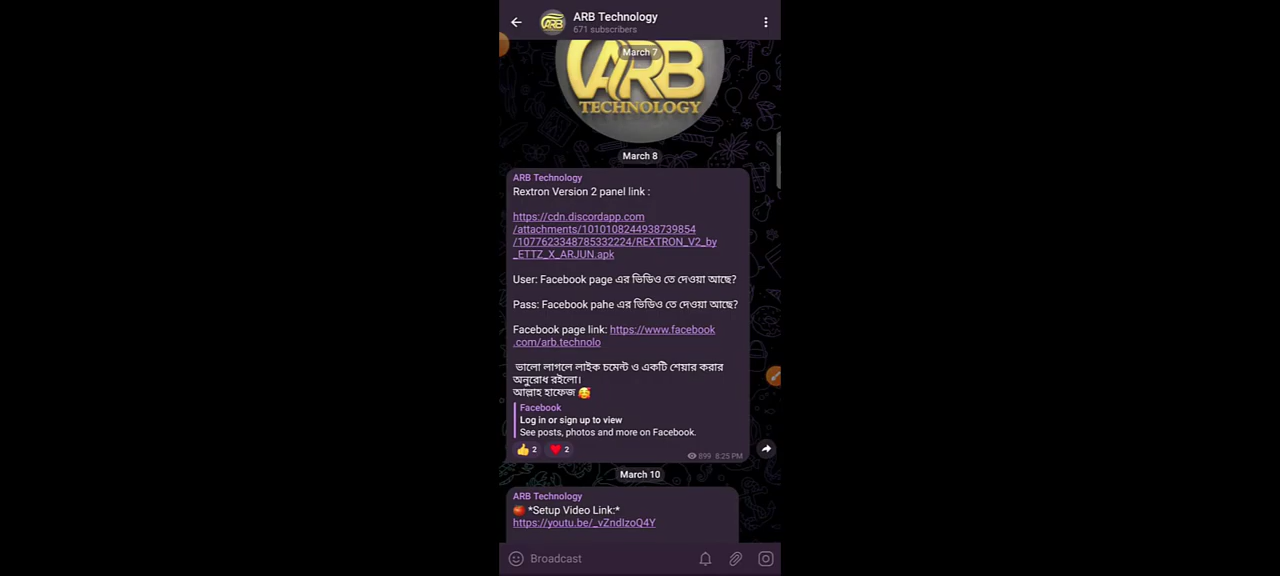 ARB Technology
671 subscribers
March 7
ARB
TECHNOLOGY
March 8
ARB Technology
Rextron Version 2 panel link :
https://cdn.discordapp.com
/attachments/1010108244938739854
/1077623348785332224/REXTRON_V2_by
_ETTZ_X_ARJUN.apk
User: Facebook page এর ভিডিও তে দেওয়া আছে?
Pass: Facebook pahe এর ভিডিও তে দেওয়া আছে?
Facebook page link: https://www.facebook
.com/arb.technolo
ভালো লাগলে লাইক চমেন্ট ও একটি শেয়ার করার
অনুরোধ রইলো।
আল্লাহ হাফেজ 🥰
Facebook
Log in or sign up to view
See posts, photos and more on Facebook.
👍 2 ❤️ 2
899 8:25 PM
March 10
ARB Technology
*Setup Video Link:*
https://youtu.be/_vZndIzoQ4Y
Broadcast